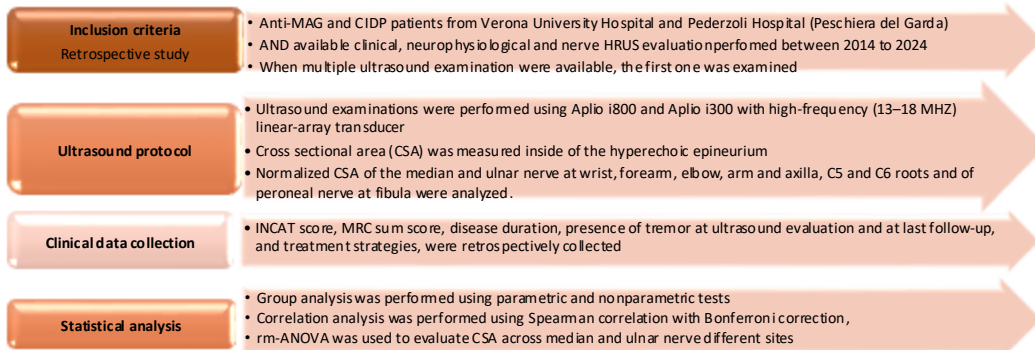 Inclusion criteria
Retrospective study
• Anti-MAG and CIDP patients from Verona University Hospital and Pederzoli Hospital (Peschiera del Garda)
• AND available clinical, neurophysiological and nerve HRUS evaluation perfomed between 2014 to 2024
• When multiple ultrasound examination were available, the first one was examined
Ultrasound protocol
• Ultrasound examinations were performed using Aplio i800 and Aplio i300 with high-frequency (13–18 MHZ)
linear-array transducer
• Cross sectional area (CSA) was measured inside of the hyperechoic epineurium
• Normalized CSA of the median and ulnar nerve at wrist, forearm, elbow, arm and axilla, C5 and C6 roots and of
peroneal nerve at fibula were analyzed.
Clinical data collection
• INCAT score, MRC sum score, disease duration, presence of tremor at ultrasound evaluation and at last follow-up,
and treatment strategies, were retrospectively collected
Statistical analysis
• Group analysis was performed using parametric and nonparametric tests
• Correlation analysis was performed using Spearman correlation with Bonferroni correction,
• rm-ANOVA was used to evaluate CSA across median and ulnar nerve different sites